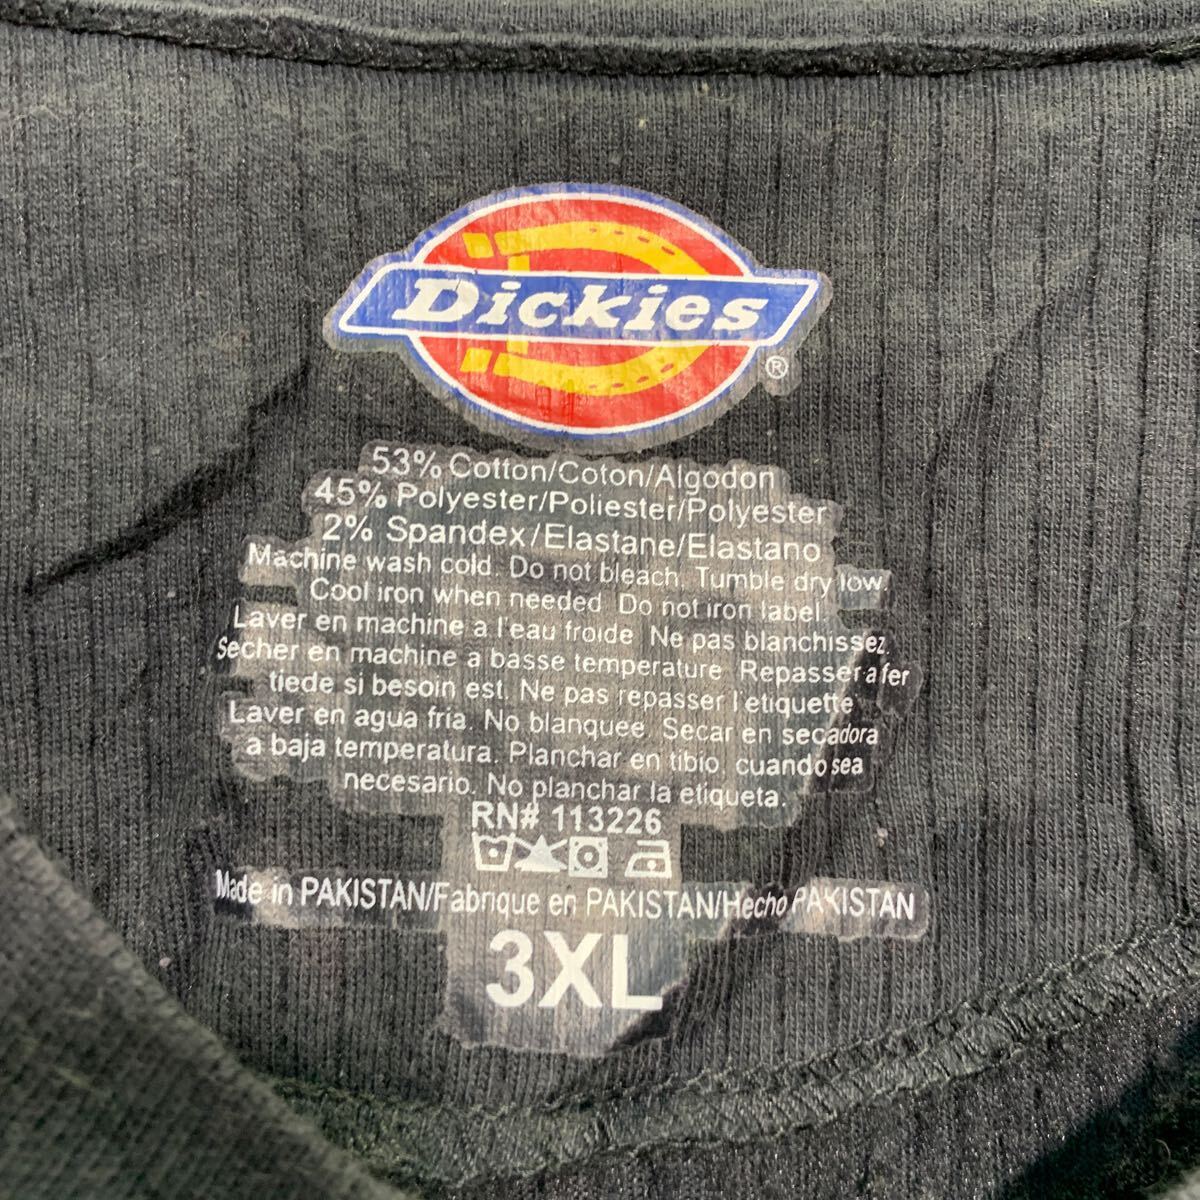 Dickies
®
53% Cotton/Coton/Algodon
45% Polyester/Poliester/Polyester
2% Spandex/Elastane/Elastano
Machine wash cold. Do not bleach. Tumble dry low.
Cool iron when needed. Do not iron label.
Laver en machine a l'eau froide. Ne pas blanchissez.
Secher en machine a basse temperature. Repasser a fer
tiede si besoin est. Ne pas repasser l'etiquette
Laver en agua fria. No blanquee. Secar en secadora
a baja temperatura. Planchar en tibio cuando sea
necesario. No planchar la etiqueta.
RN# 113226
Made in PAKISTAN/Fabrique en PAKISTAN/Hecho PAKISTAN
3XL